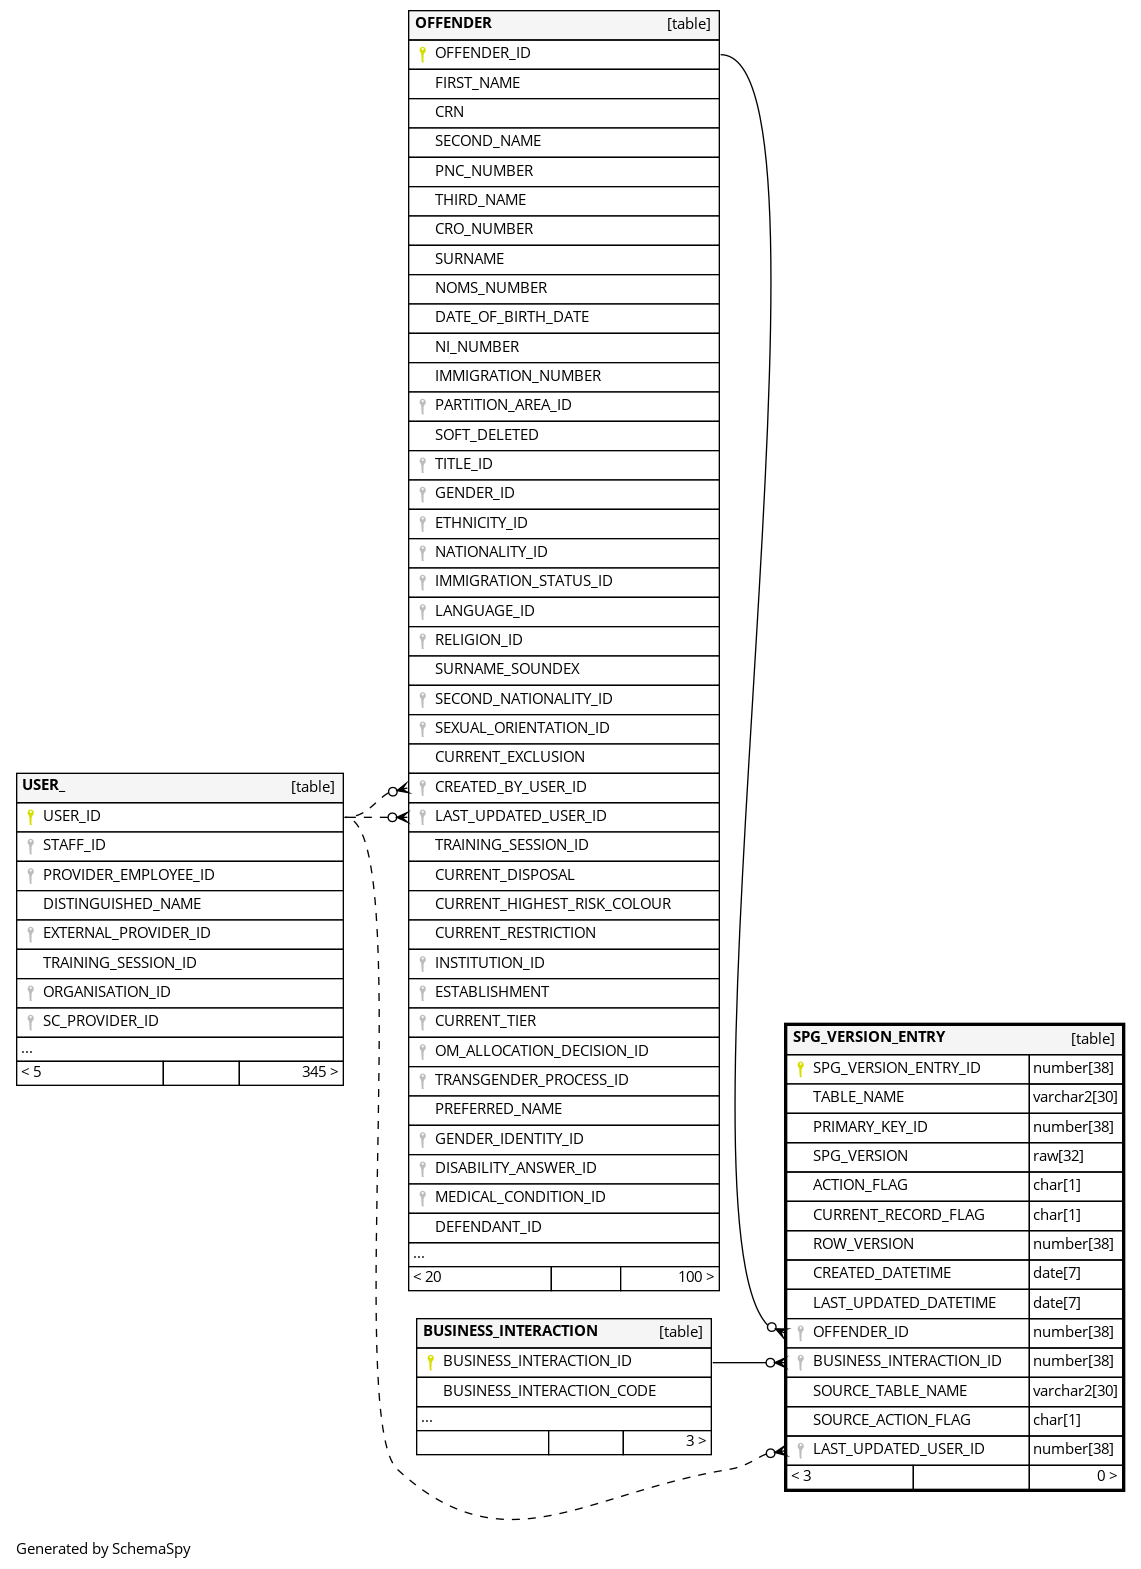 OFFENDER [table]
OFFENDER_ID
FIRST_NAME
CRN
SECOND_NAME
PNC_NUMBER
THIRD_NAME
CRO_NUMBER
SURNAME
NOMS_NUMBER
DATE_OF_BIRTH_DATE
NI_NUMBER
IMMIGRATION_NUMBER
PARTITION_AREA_ID
SOFT_DELETED
TITLE_ID
GENDER_ID
ETHNICITY_ID
NATIONALITY_ID
IMMIGRATION_STATUS_ID
LANGUAGE_ID
RELIGION_ID
SURNAME_SOUNDEX
SECOND_NATIONALITY_ID
SEXUAL_ORIENTATION_ID
CURRENT_EXCLUSION
CREATED_BY_USER_ID
LAST_UPDATED_USER_ID
TRAINING_SESSION_ID
CURRENT_DISPOSAL
CURRENT_HIGHEST_RISK_COLOUR
CURRENT_RESTRICTION
INSTITUTION_ID
ESTABLISHMENT
CURRENT_TIER
OM_ALLOCATION_DECISION_ID
TRANSGENDER_PROCESS_ID
PREFERRED_NAME
GENDER_IDENTITY_ID
DISABILITY_ANSWER_ID
MEDICAL_CONDITION_ID
DEFENDANT_ID
...
< 20 100 >
USER_ [table]
USER_ID
STAFF_ID
PROVIDER_EMPLOYEE_ID
DISTINGUISHED_NAME
EXTERNAL_PROVIDER_ID
TRAINING_SESSION_ID
ORGANISATION_ID
SC_PROVIDER_ID
...
< 5 345 >
SPG_VERSION_ENTRY [table]
SPG_VERSION_ENTRY_ID number[38]
TABLE_NAME varchar2[30]
PRIMARY_KEY_ID number[38]
SPG_VERSION raw[32]
ACTION_FLAG char[1]
CURRENT_RECORD_FLAG char[1]
ROW_VERSION number[38]
CREATED_DATETIME date[7]
LAST_UPDATED_DATETIME date[7]
OFFENDER_ID number[38]
BUSINESS_INTERACTION_ID number[38]
SOURCE_TABLE_NAME varchar2[30]
SOURCE_ACTION_FLAG char[1]
LAST_UPDATED_USER_ID number[38]
< 3 0 >
BUSINESS_INTERACTION [table]
BUSINESS_INTERACTION_ID
BUSINESS_INTERACTION_CODE
...
3 >
Generated by SchemaSpy